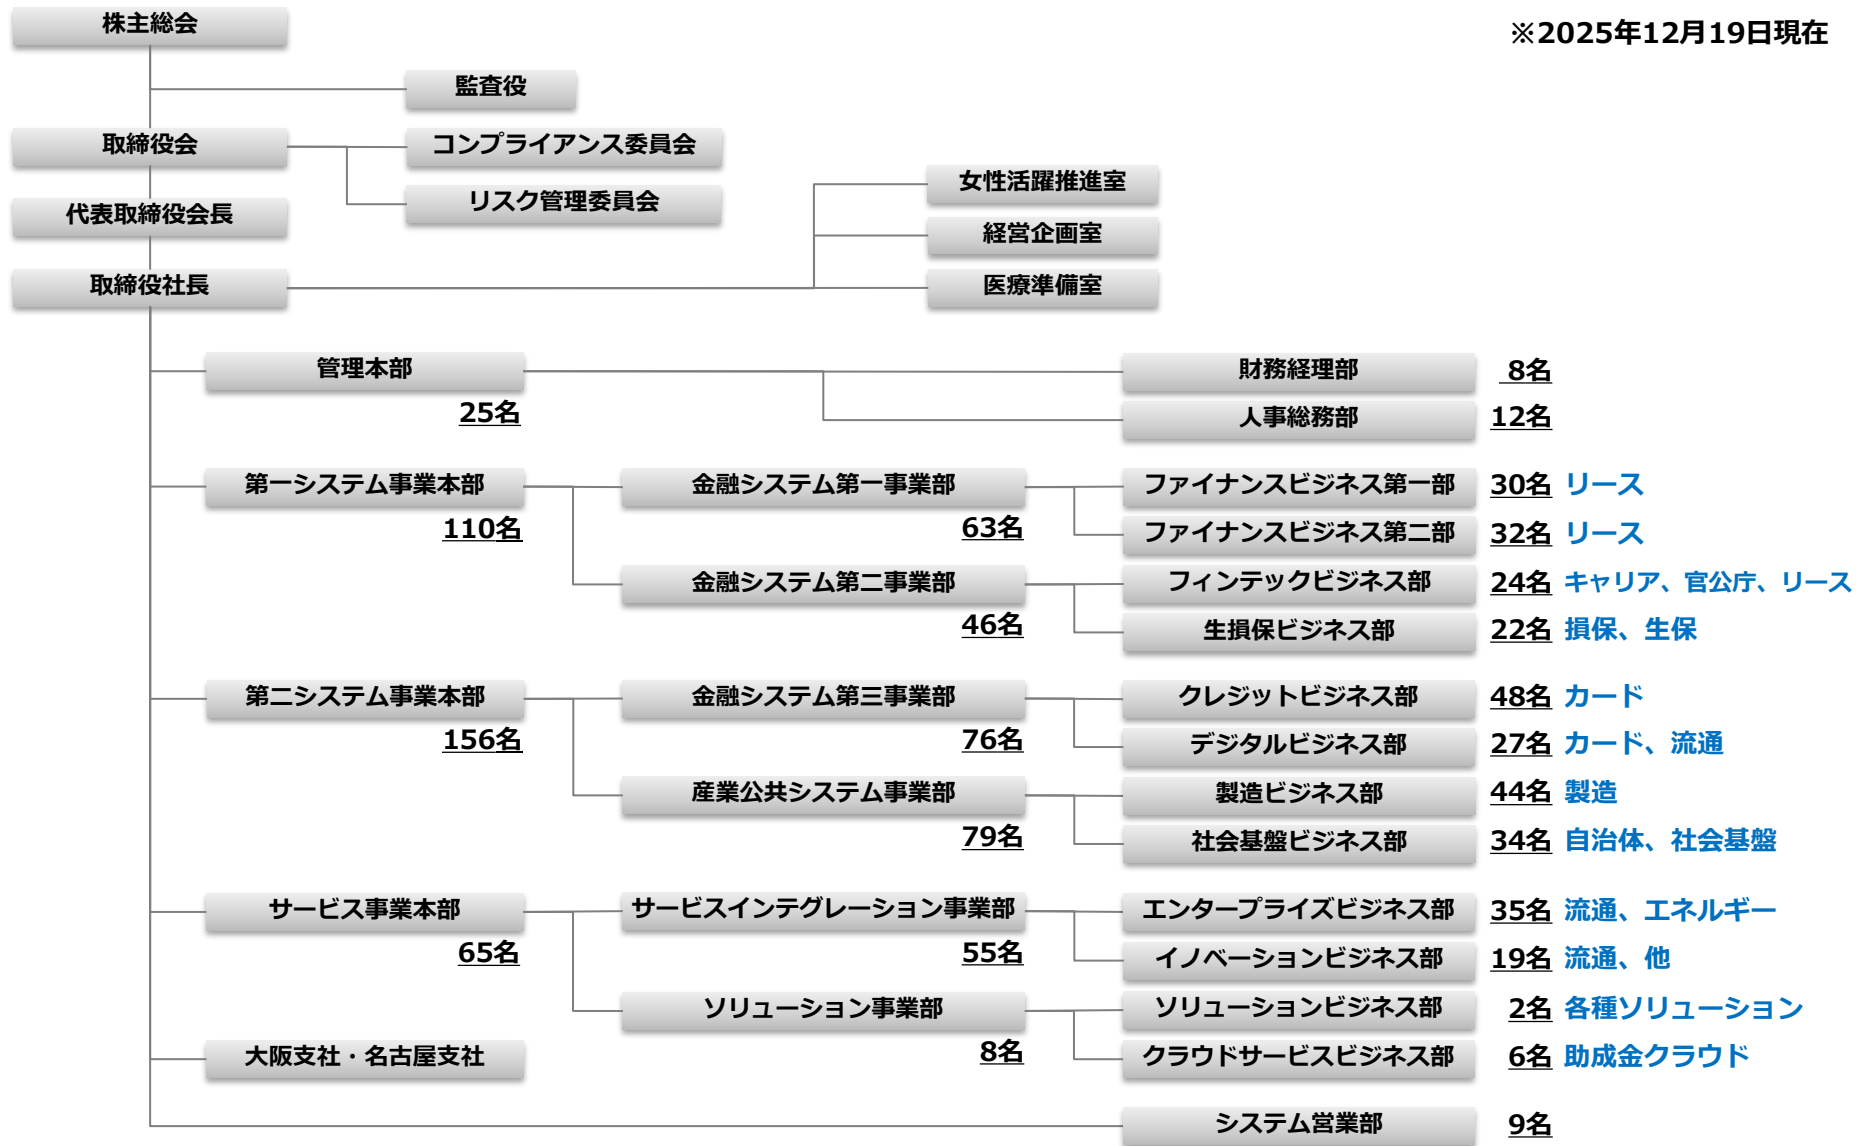 株主総会
※2025年12月19日現在
監査役
取締役会
コンプライアンス委員会
女性活躍推進室
リスク管理委員会
代表取締役会長
経営企画室
取締役社長
医療準備室
管理本部
財務経理部 8名
25名
人事総務部 12名
第一システム事業本部 金融システム第一事業部 ファイナンスビジネス第一部 30名 リース
110名 63名
ファイナンスビジネス第二部 32名 リース
金融システム第二事業部 フィンテックビジネス部 24名 キャリア、官公庁、リース
46名
生損保ビジネス部 22名 損保、生保
第二システム事業本部 金融システム第三事業部 クレジットビジネス部 48名 カード
156名 76名
デジタルビジネス部 27名 カード、流通
産業公共システム事業部 製造ビジネス部 44名 製造
79名
社会基盤ビジネス部 34名 自治体、社会基盤
サービス事業本部 サービスインテグレーション事業部 エンタープライズビジネス部 35名 流通、エネルギー
65名 55名
イノベーションビジネス部 19名 流通、他
ソリューション事業部 ソリューションビジネス部 2名 各種ソリューション
大阪支社・名古屋支社 8名
クラウドサービスビジネス部 6名 助成金クラウド
システム営業部 9名